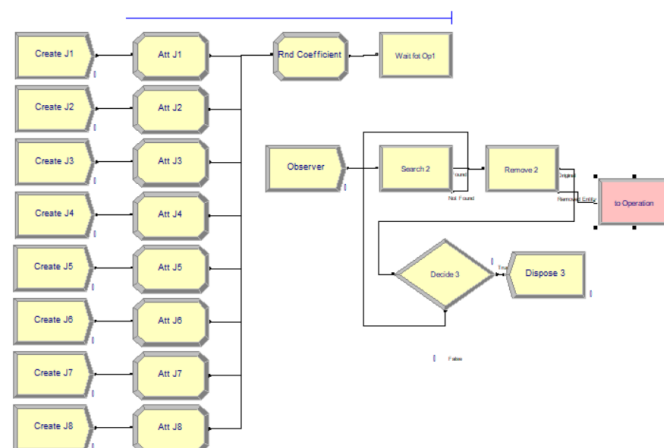 Create J1
Att J1
Rnd Coefficient
Wait fot Op1
Create J2
Att J2
Create J3
Att J3
Observer
Search 2
Found
Not Found
Remove 2
Original
Removed Entity
to Operation
Create J4
Att J4
Create J5
Att J5
Decide 3
True
False
Dispose 3
Create J6
Att J6
Create J7
Att J7
Create J8
Att J8